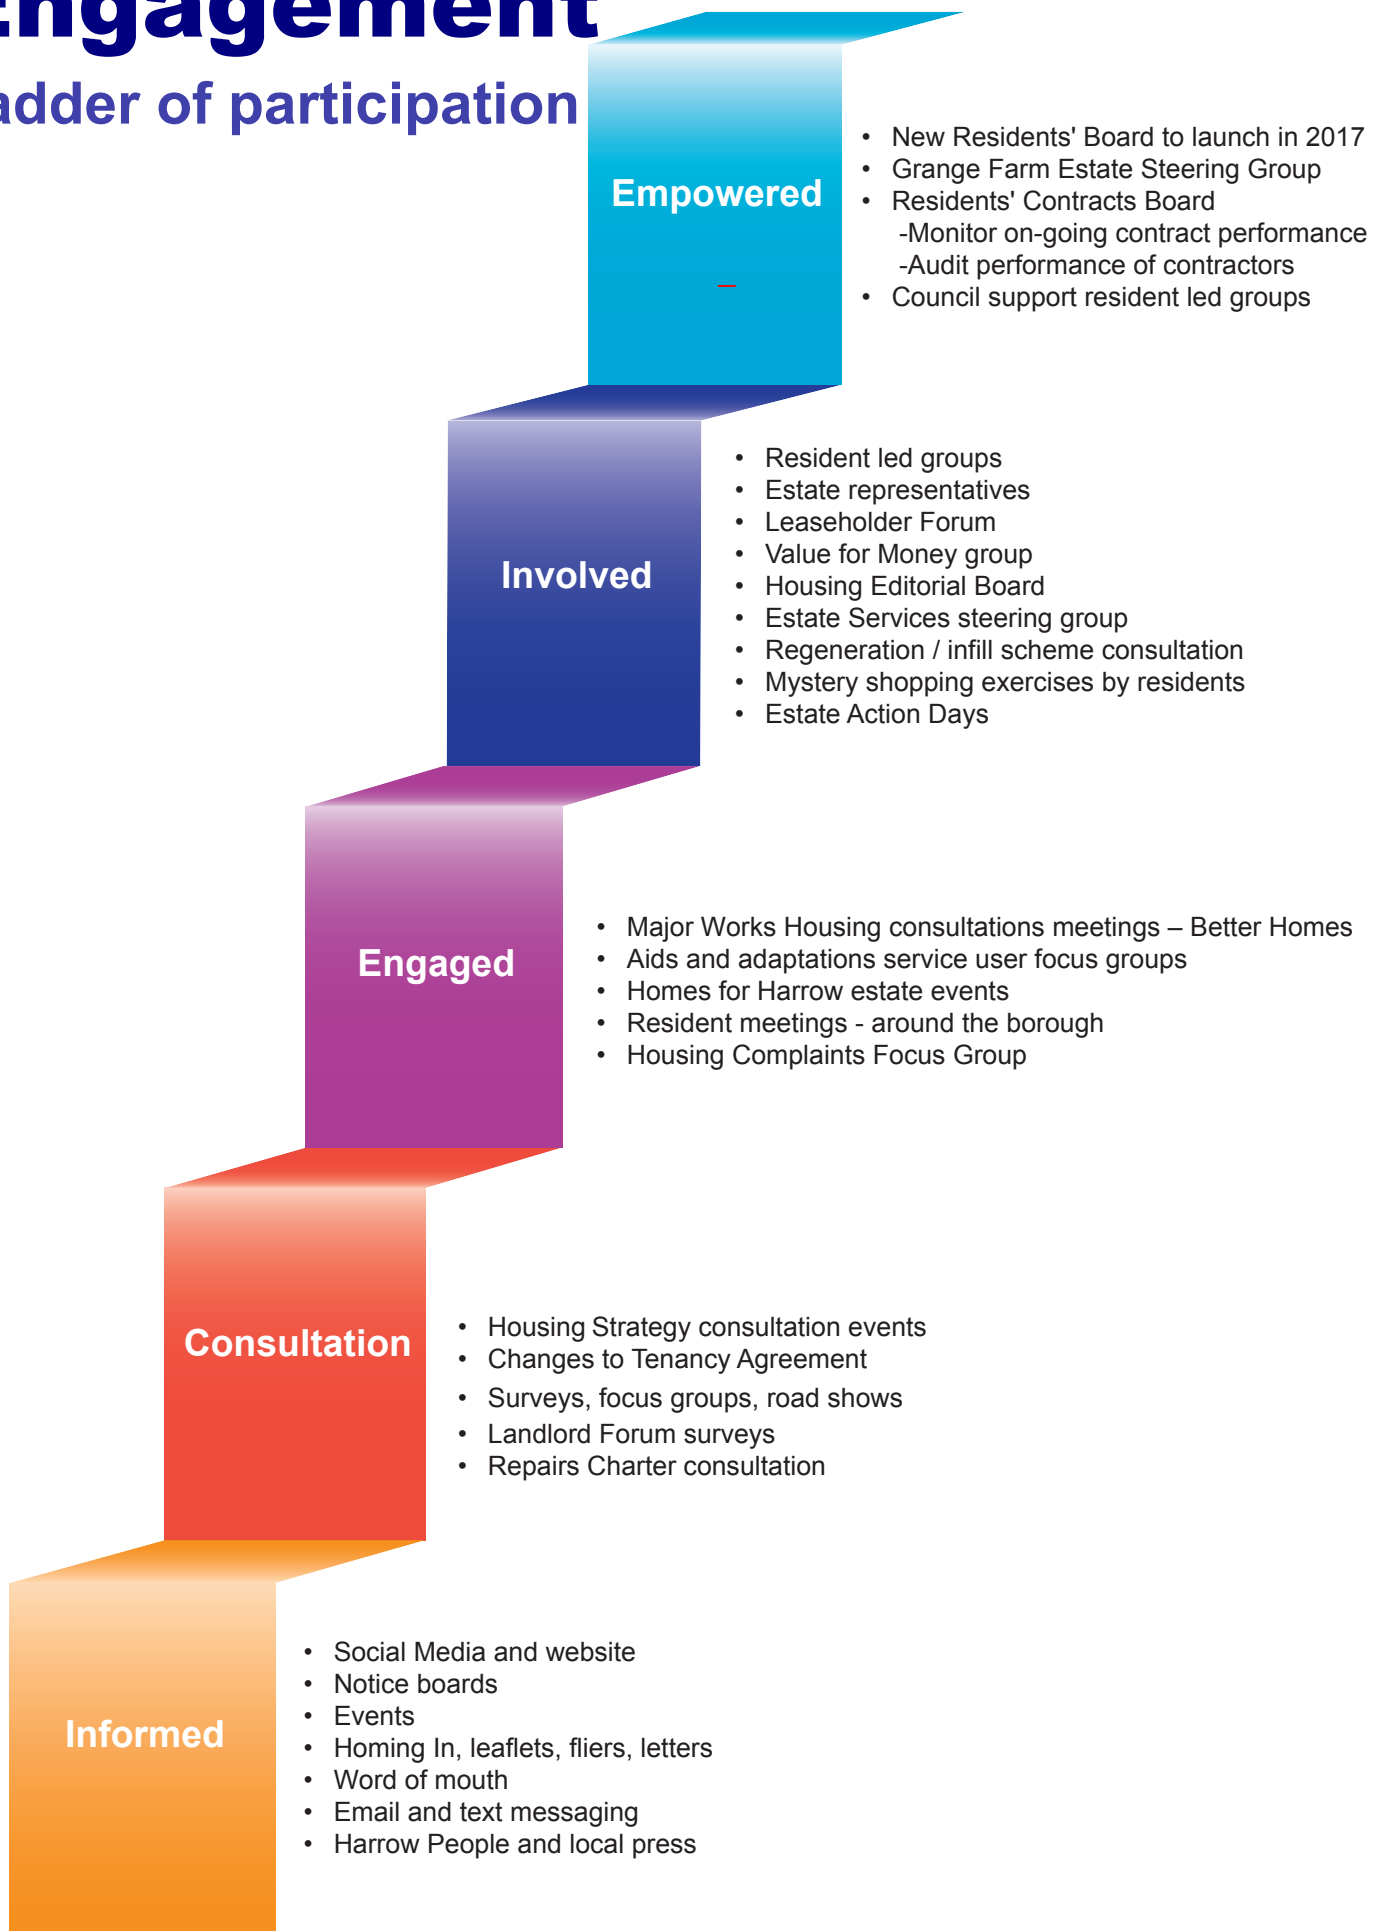 Engagement
adder of participation
Empowered
• New Residents' Board to launch in 2017
• Grange Farm Estate Steering Group
• Residents' Contracts Board
-Monitor on-going contract performance
-Audit performance of contractors
• Council support resident led groups
Involved
• Resident led groups
• Estate representatives
• Leaseholder Forum
• Value for Money group
• Housing Editorial Board
• Estate Services steering group
• Regeneration / infill scheme consultation
• Mystery shopping exercises by residents
• Estate Action Days
Engaged
• Major Works Housing consultations meetings – Better Homes
• Aids and adaptations service user focus groups
• Homes for Harrow estate events
• Resident meetings - around the borough
• Housing Complaints Focus Group
Consultation
• Housing Strategy consultation events
• Changes to Tenancy Agreement
• Surveys, focus groups, road shows
• Landlord Forum surveys
• Repairs Charter consultation
Informed
• Social Media and website
• Notice boards
• Events
• Homing In, leaflets, fliers, letters
• Word of mouth
• Email and text messaging
• Harrow People and local press